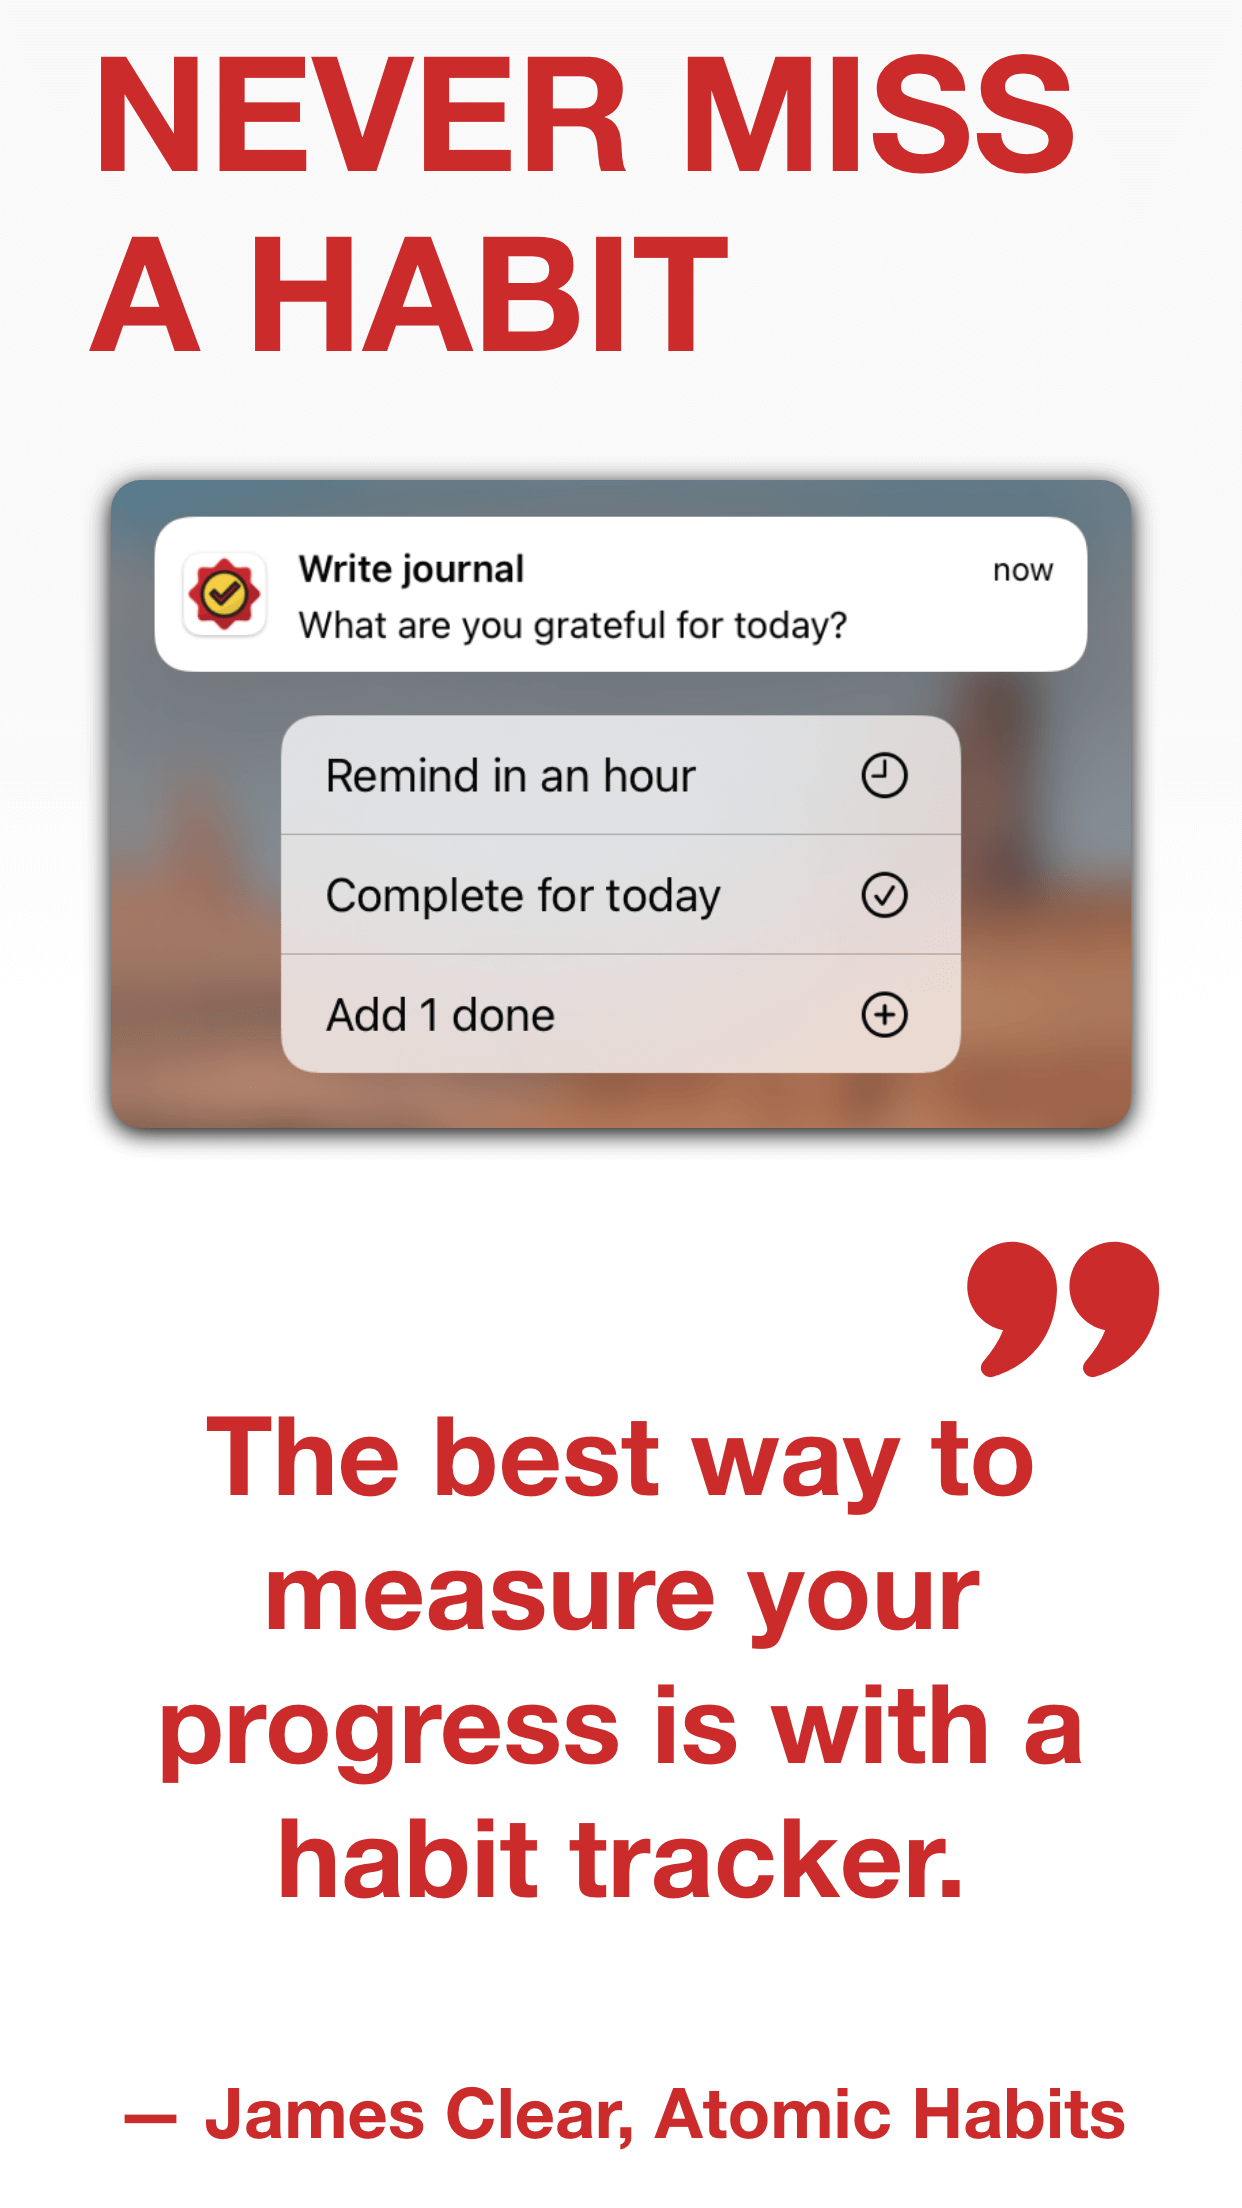 NEVER MISS
A HABIT
Write journal
now
What are you grateful for today?
Remind in an hour
Complete for today
Add 1 done
”
The best way to
measure your
progress is with a
habit tracker.
— James Clear, Atomic Habits